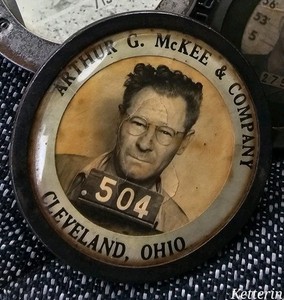 ARTHUR G. McKEE & COMPANY
.504
CLEVELAND, OHIO
Ketterin